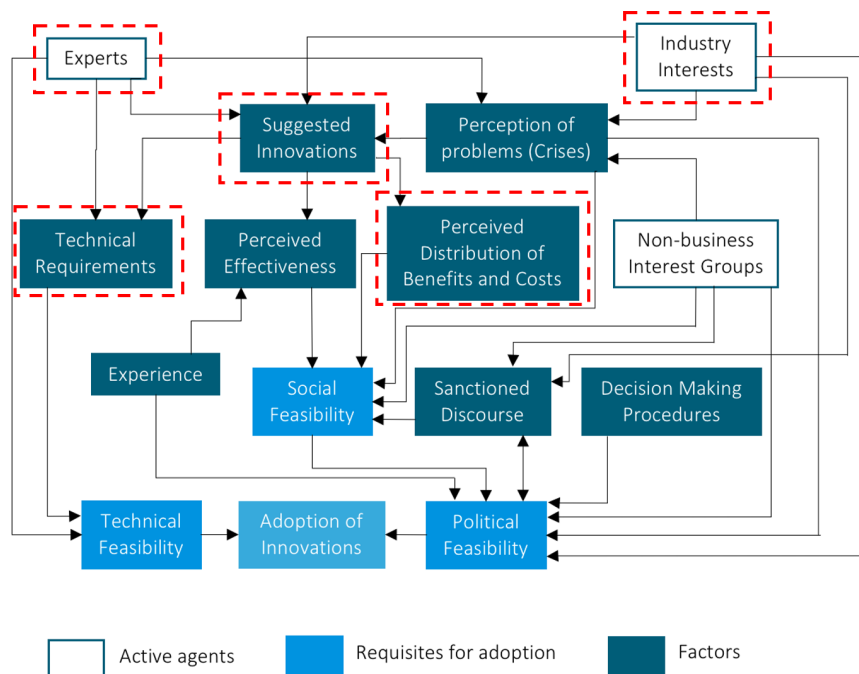 Experts
Industry
Interests
Suggested
Innovations
Perception of
problems (Crises)
Technical
Requirements
Perceived
Effectiveness
Perceived
Distribution of
Benefits and Costs
Non-business
Interest Groups
Experience
Social
Feasibility
Sanctioned
Discourse
Decision Making
Procedures
Technical
Feasibility
Adoption of
Innovations
Political
Feasibility
Active agents
Requisites for adoption
Factors